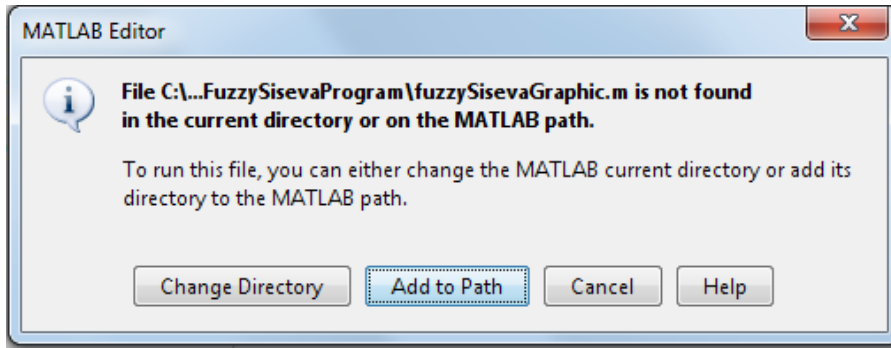 MATLAB Editor
File C:\...FuzzySisevaProgram\fuzzySisevaGraphic.m is not found
in the current directory or on the MATLAB path.
To run this file, you can either change the MATLAB current directory or add its
directory to the MATLAB path.
Change Directory Add to Path Cancel Help